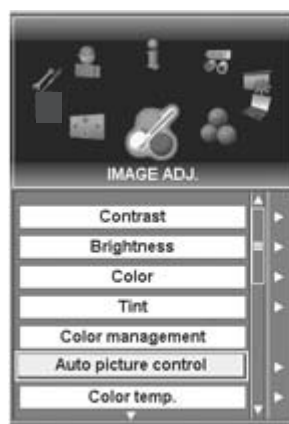 IMAGE ADJ.
Contrast
Brightness
Color
Tint
Color management
Auto picture control
Color temp.